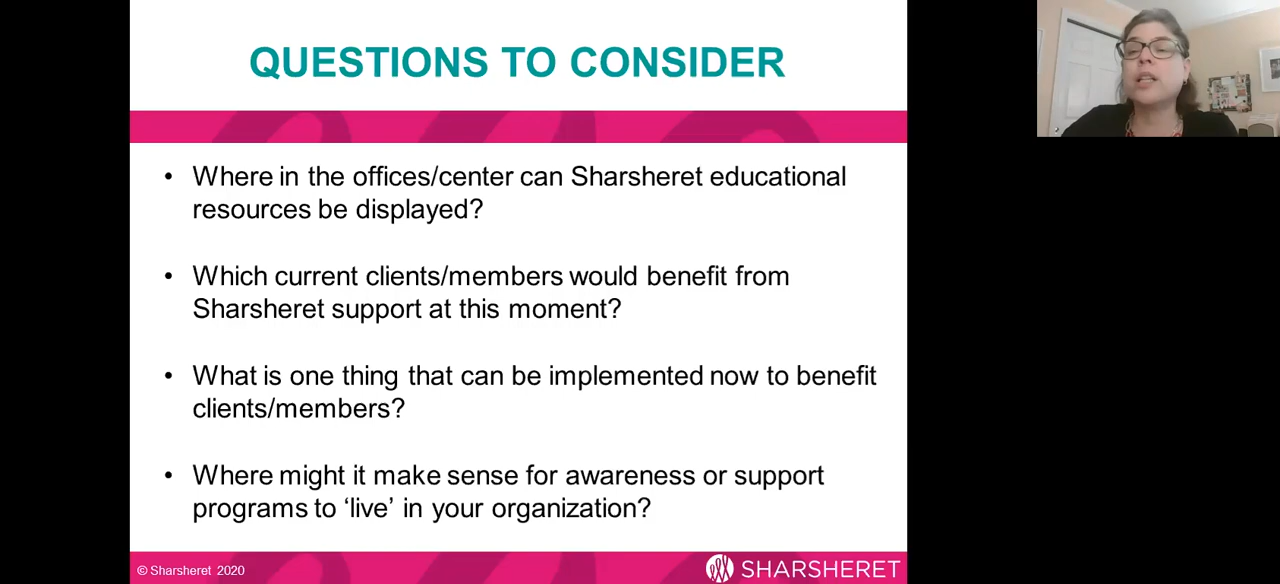 QUESTIONS TO CONSIDER
• Where in the offices/center can Sharsheret educational
resources be displayed?
• Which current clients/members would benefit from
Sharsheret support at this moment?
• What is one thing that can be implemented now to benefit
clients/members?
• Where might it make sense for awareness or support
programs to ‘live’ in your organization?
© Sharsheret 2020
SHARSHERET